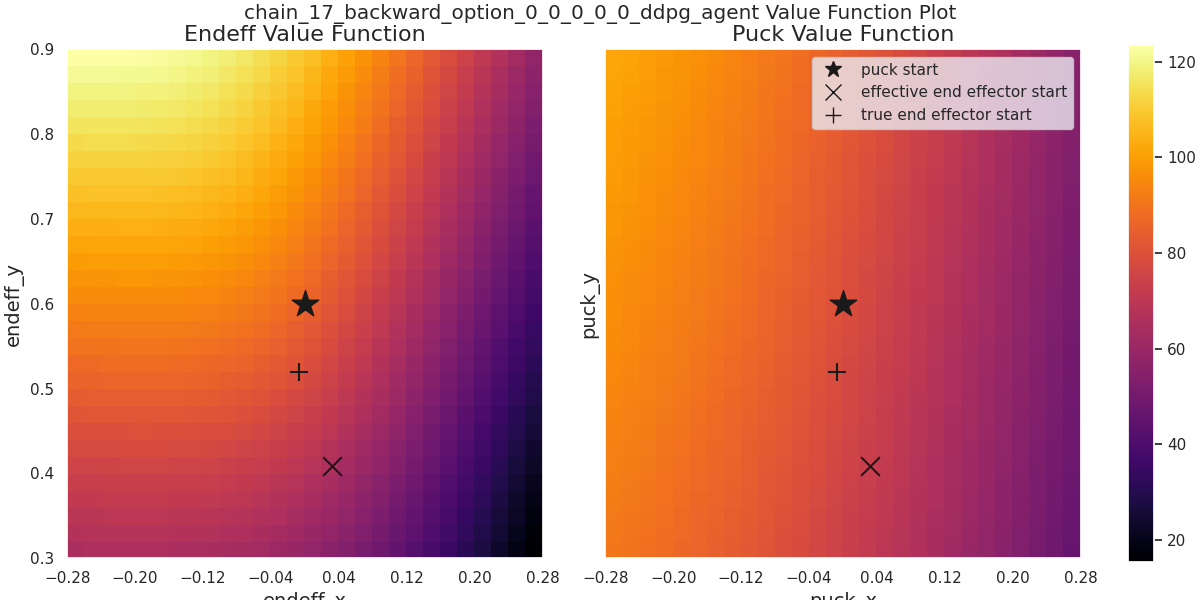 chain_17_backward_option_0_0_0_0_0_ddpg_agent Value Function Plot
Endeff Value Function
Puck Value Function
0.9
0.8
0.7
0.6
0.5
0.4
0.3
endeff_y
−0.28 −0.20 −0.12 −0.04 0.04 0.12 0.20 0.28
endeff_x
puck start
effective end effector start
true end effector start
puck_y
−0.28 −0.20 −0.12 −0.04 0.04 0.12 0.20 0.28
puck_x
120
100
80
60
40
20